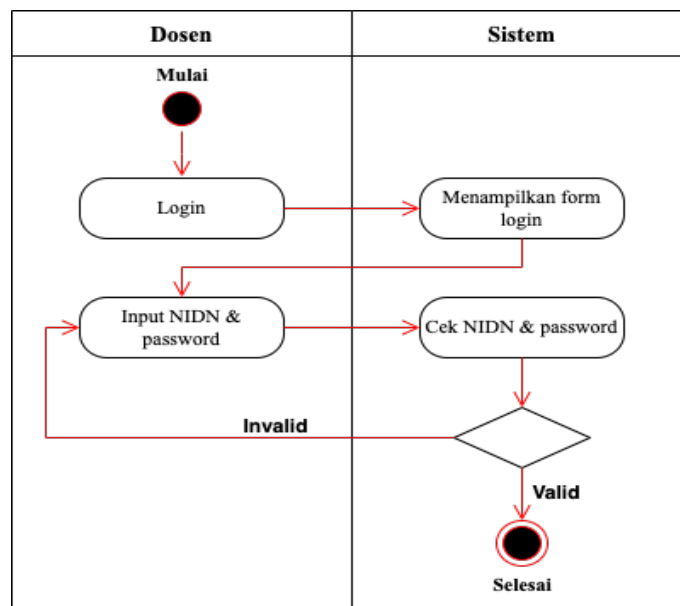 Dosen
Sistem
Mulai
Login
Menampilkan form
login
Input NIDN &
password
Cek NIDN & password
Invalid
Valid
Selesai